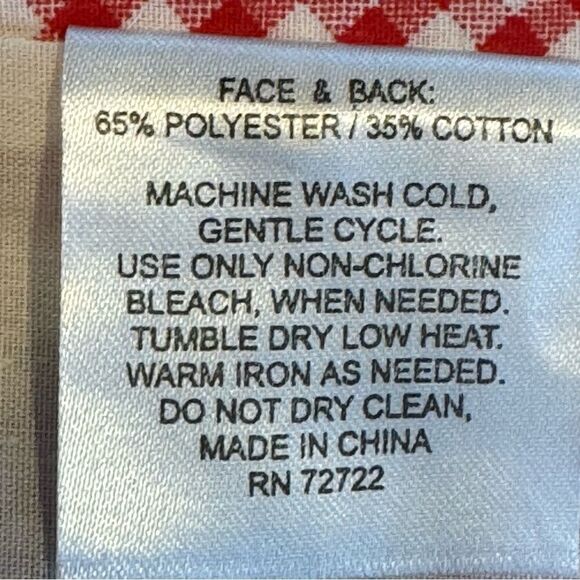 FACE & BACK:
65% POLYESTER / 35% COTTON
MACHINE WASH COLD,
GENTLE CYCLE.
USE ONLY NON-CHLORINE
BLEACH, WHEN NEEDED.
TUMBLE DRY LOW HEAT.
WARM IRON AS NEEDED.
DO NOT DRY CLEAN,
MADE IN CHINA
RN 72722